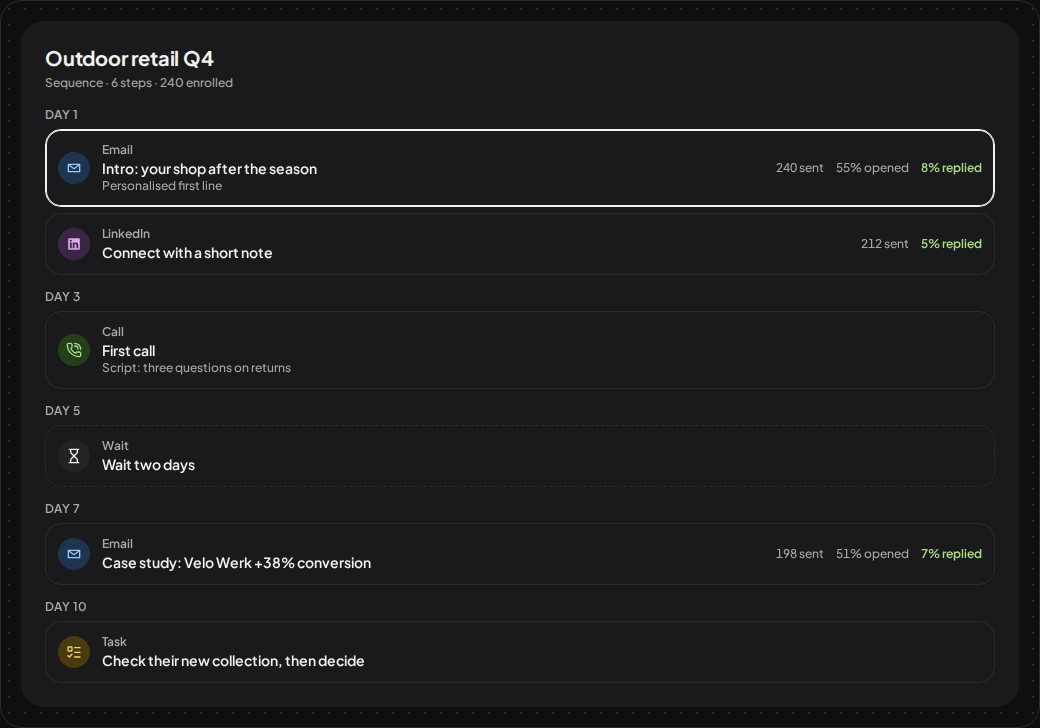 Outdoor retail Q4
Sequence · 6 steps · 240 enrolled
DAY 1
Email
Intro: your shop after the season
Personalised first line
240 sent 55% opened 8% replied
LinkedIn
Connect with a short note
212 sent 5% replied
DAY 3
Call
First call
Script: three questions on returns
DAY 5
Wait
Wait two days
DAY 7
Email
Case study: Velo Werk +38% conversion
198 sent 51% opened 7% replied
DAY 10
Task
Check their new collection, then decide